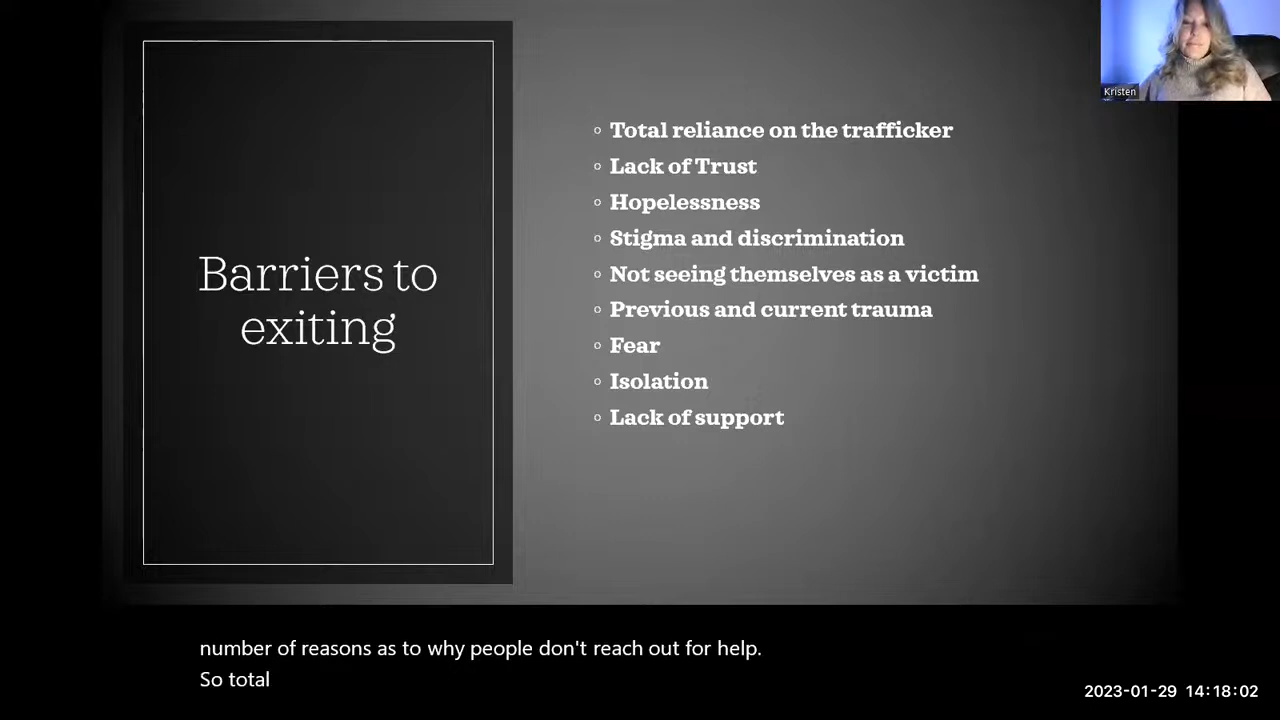 Kristen
Barriers to
exiting
Total reliance on the trafficker
Lack of Trust
Hopelessness
Stigma and discrimination
Not seeing themselves as a victim
Previous and current trauma
Fear
Isolation
Lack of support
number of reasons as to why people don't reach out for help.
So total
2023-01-29 14:18:02